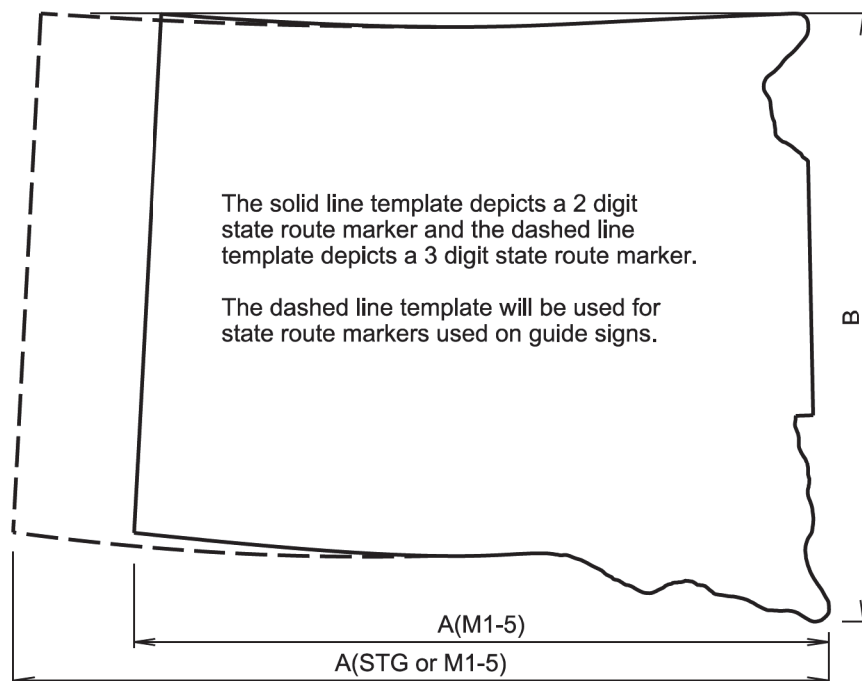 The solid line template depicts a 2 digit
state route marker and the dashed line
template depicts a 3 digit state route marker.
The dashed line template will be used for
state route markers used on guide signs.
B
A(M1-5)
A(STG or M1-5)